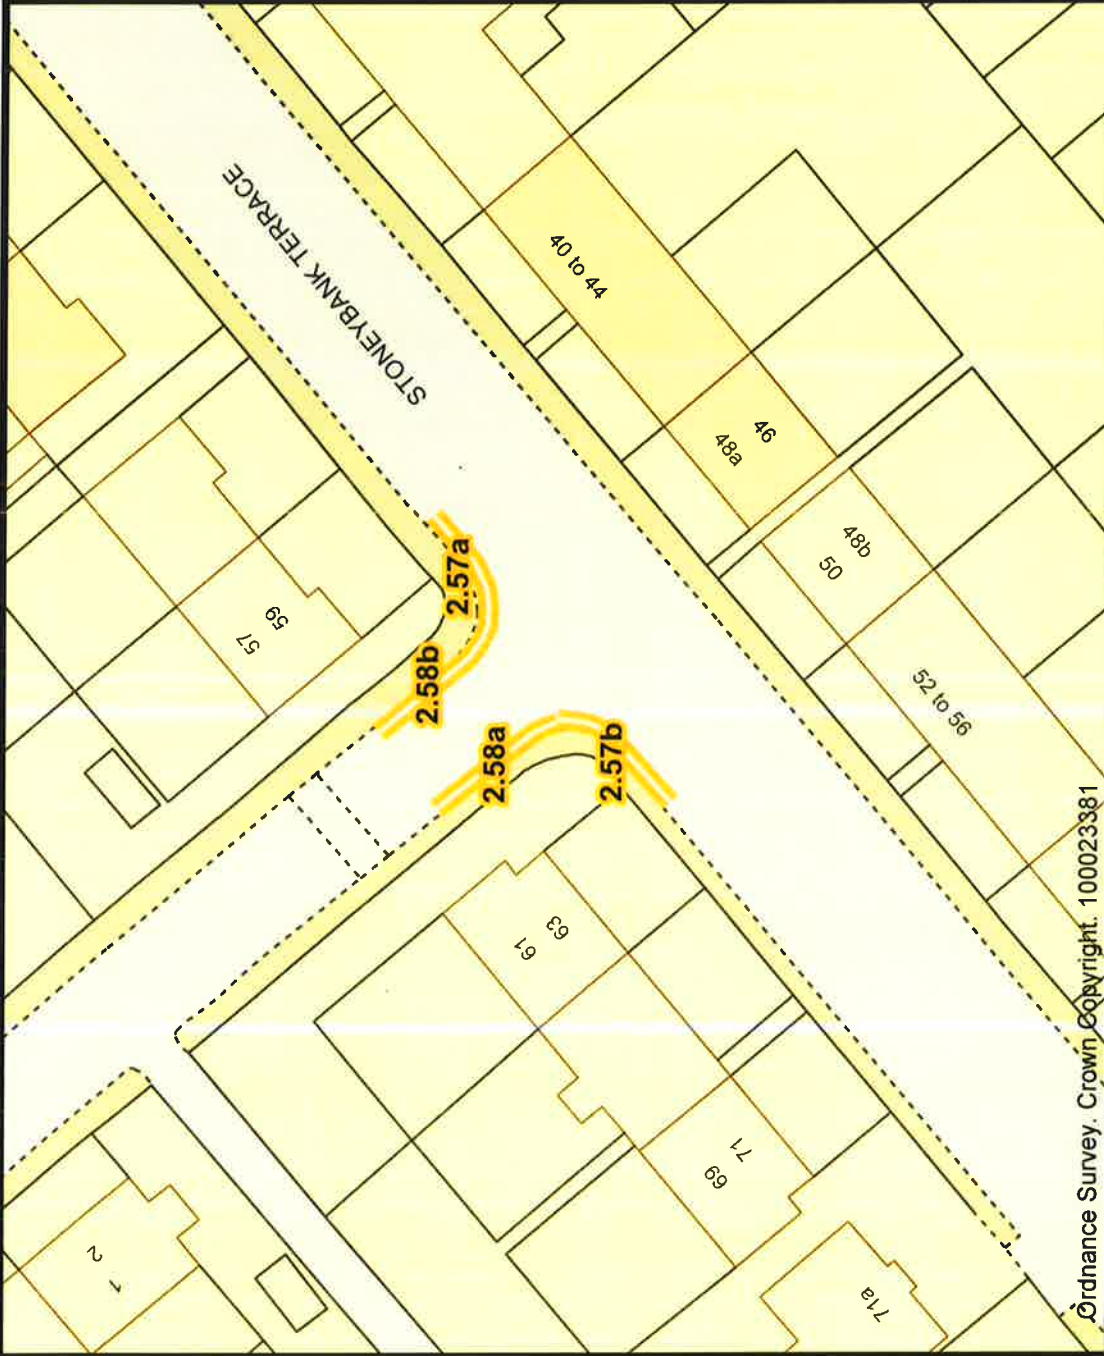 STONEYBANK TERRACE
40 to 44
46
48a
48b
50
52 to 56
57
59
2.57a
2.58b
2.58a
2.57b
61
63
69
71
71a
2
1
Ordnance Survey. Crown Copyright. 100023381